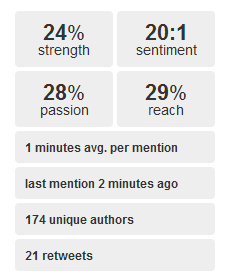 24% 20:1
strength sentiment
28% 29%
passion reach
1 minutes avg. per mention
last mention 2 minutes ago
174 unique authors
21 retweets